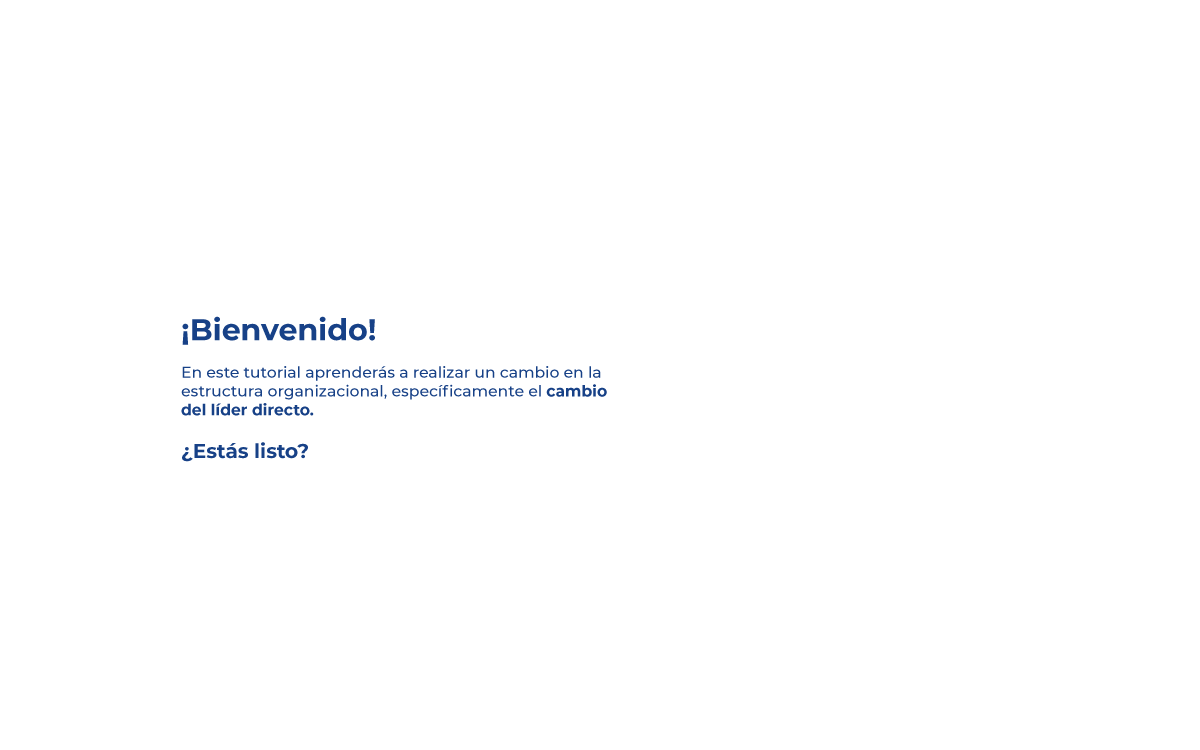 ¡Bienvenido!
En este tutorial aprenderás a realizar un cambio en la
estructura organizacional, específicamente el cambio
del líder directo.
¿Estás listo?